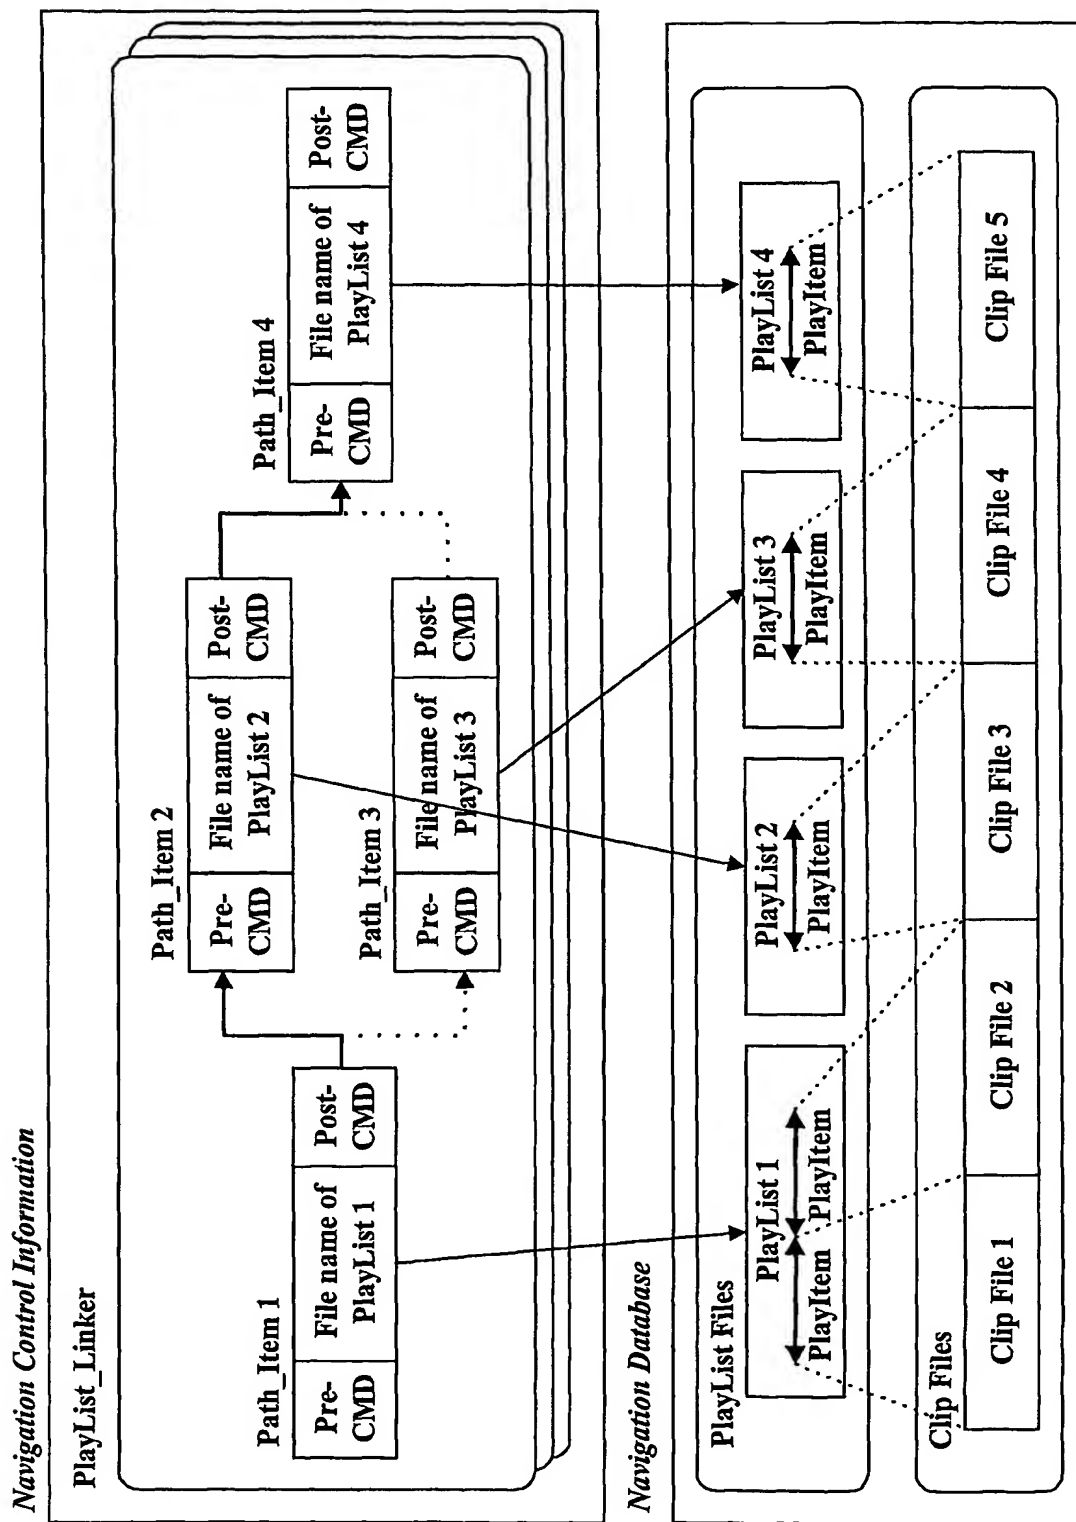 Navigation Control Information
PlayList_Linker
Path_Item 1
Pre-
CMD
File name of
PlayList 1
Post-
CMD
Path_Item 2
Pre-
CMD
File name of
PlayList 2
Post-
CMD
Path_Item 3
Pre-
CMD
File name of
PlayList 3
Post-
CMD
Path_Item 4
Pre-
CMD
File name of
PlayList 4
Post-
CMD
Navigation Database
PlayList Files
PlayList 1
PlayItem
PlayItem
PlayList 2
PlayItem
PlayList 3
PlayItem
PlayList 4
PlayItem
Clip Files
Clip File 1
Clip File 2
Clip File 3
Clip File 4
Clip File 5